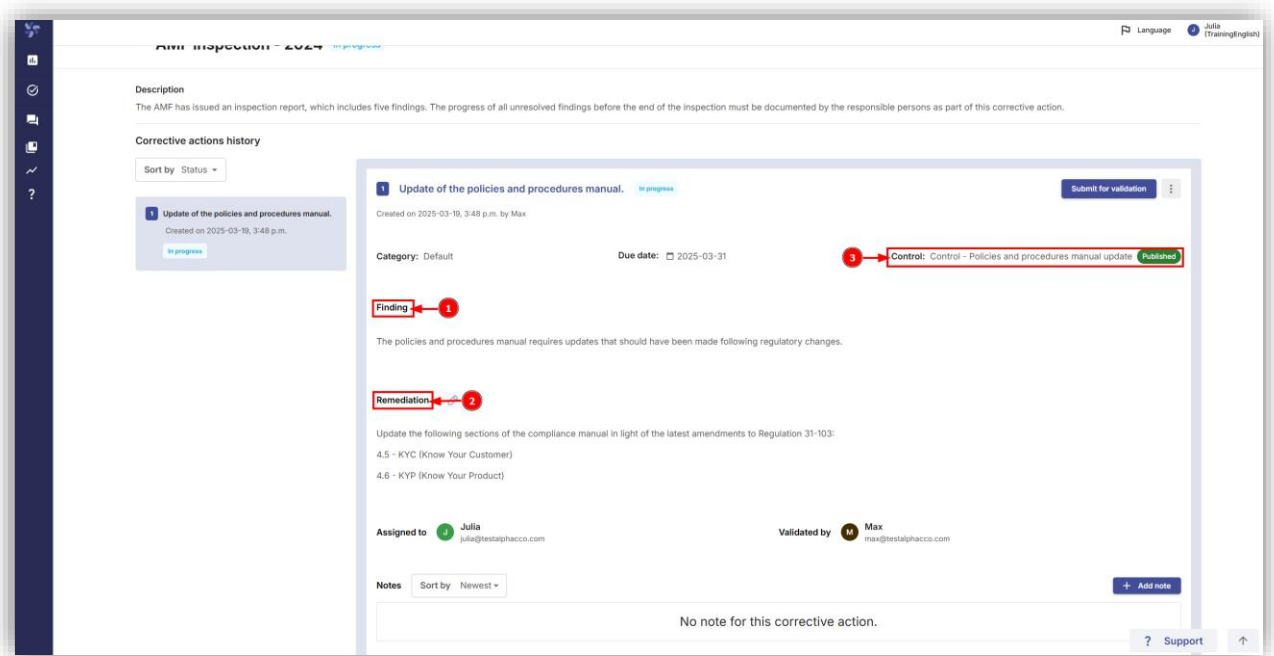 Language
J
Julia
(TrainingEnglish)
AMF Inspection - 2024 In progress
Description
The AMF has issued an inspection report, which includes five findings. The progress of all unresolved findings before the end of the inspection must be documented by the responsible persons as part of this corrective action.
Corrective actions history
Sort by Status
1 Update of the policies and procedures manual.
Created on 2025-03-19, 3:48 p.m.
In progress
1 Update of the policies and procedures manual. In progress
Submit for validation
Created on 2025-03-19, 3:48 p.m. by Max
Category: Default
Due date: 2025-03-31
3
Control: Control - Policies and procedures manual update Published
Finding
1
The policies and procedures manual requires updates that should have been made following regulatory changes.
Remediation
2
Update the following sections of the compliance manual in light of the latest amendments to Regulation 31-103:
4.5 - KYC (Know Your Customer)
4.6 - KYP (Know Your Product)
Assigned to
J
Julia
julia@testalphacco.com
Validated by
M
Max
max@testalphacco.com
Notes
Sort by Newest
+ Add note
No note for this corrective action.
? Support
?